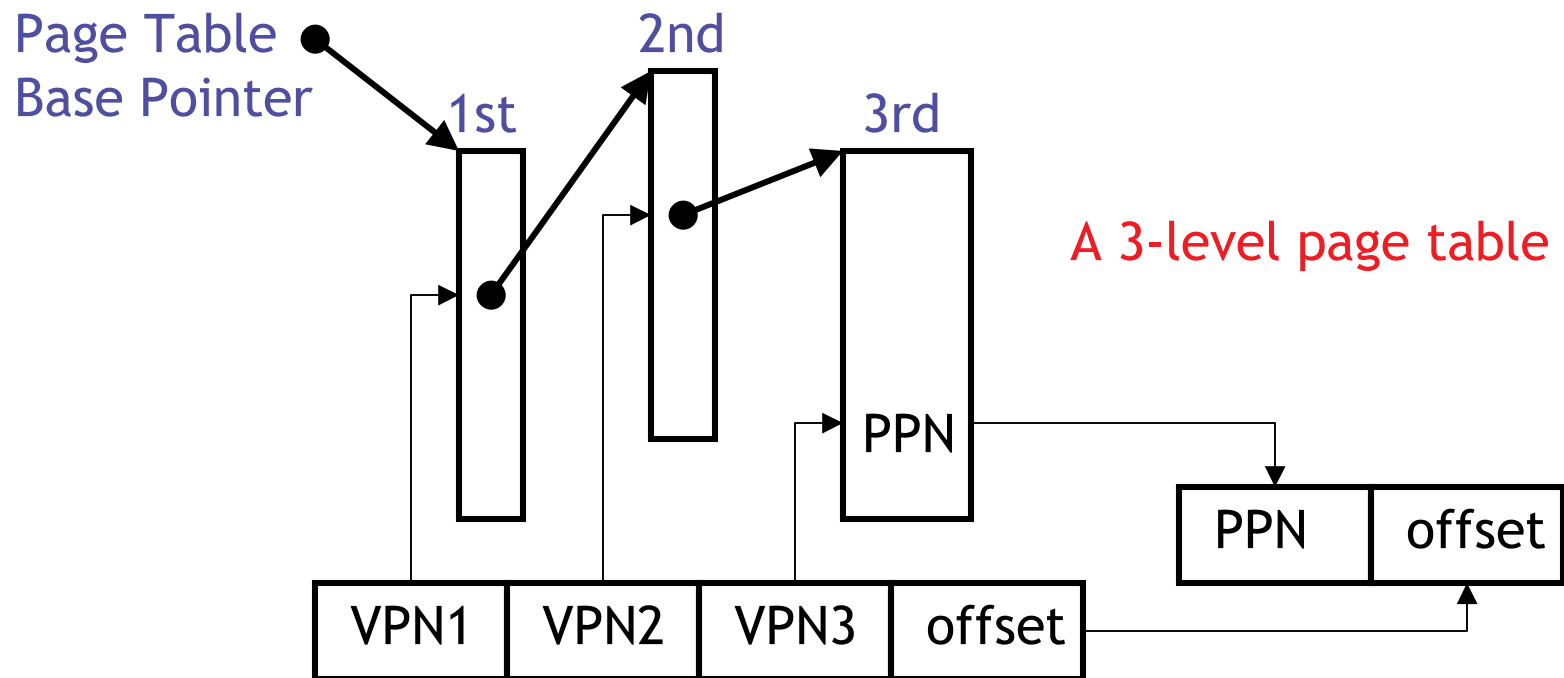 Page Table
Base Pointer
1st
2nd
3rd
A 3-level page table
PPN
PPN
offset
VPN1
VPN2
VPN3
offset